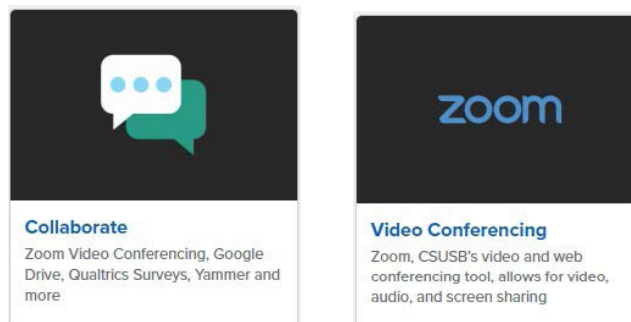 Collaborate
Zoom Video Conferencing, Google
Drive, Qualtrics Surveys, Yammer and
more
zoom
Video Conferencing
Zoom, CSUSB's video and web
conferencing tool, allows for video,
audio, and screen sharing